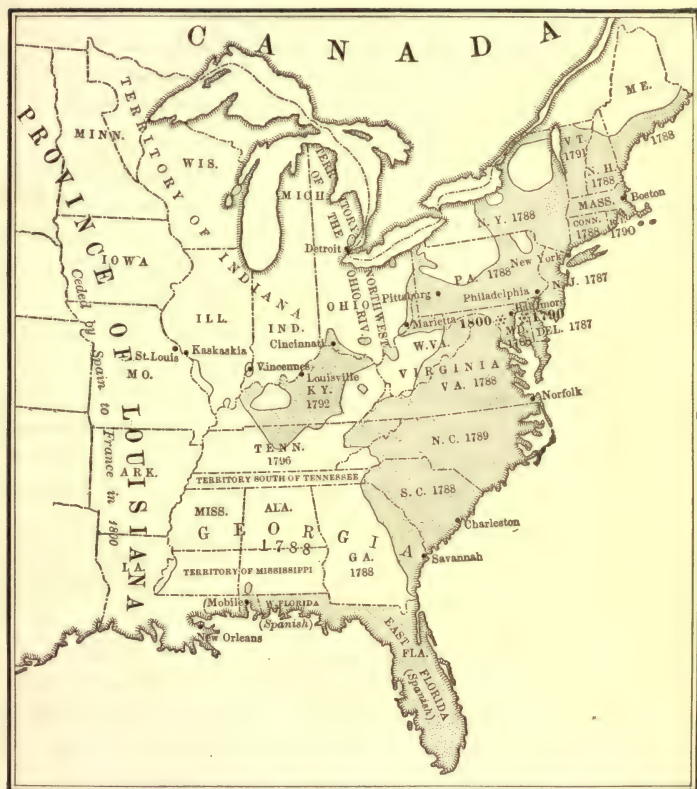 CANADA
ME.
MINN.
TERRITORY OF INDIANA
PROVINCE OF LOUISIANA
WIS.
VT.
1791
1788
MICH.
TERRITORY OF THE NORTHWEST
OHIO RIV.
N.H.
1788
MASS.
Boston
N.Y. 1788
CONN.
1788
R.I.
1790
Detroit
IOWA
PA. 1788
New York
Pittsburg
Philadelphia
N.J. 1787
OHIO
Ceded by Spain to France in 1800
ILL.
IND.
Marietta
1800
Baltimore
1790
MD.
1788
DEL. 1787
Cincinnati
W.VA.
St. Louis
Kaskaskia
MO.
Vincennes
Louisville
KY.
1792
VIRGINIA
VA. 1788
Norfolk
TENN.
1796
N.C. 1789
TERRITORY SOUTH OF TENNESSEE
ARK.
S.C. 1788
MISS.
ALA.
GEORGIA
1788
GA.
1788
Charleston
Savannah
TERRITORY OF MISSISSIPPI
LA.
(Mobile
W. FLORIDA
(Spanish)
New Orleans
EAST FLORIDA
(Spanish)
FLA.